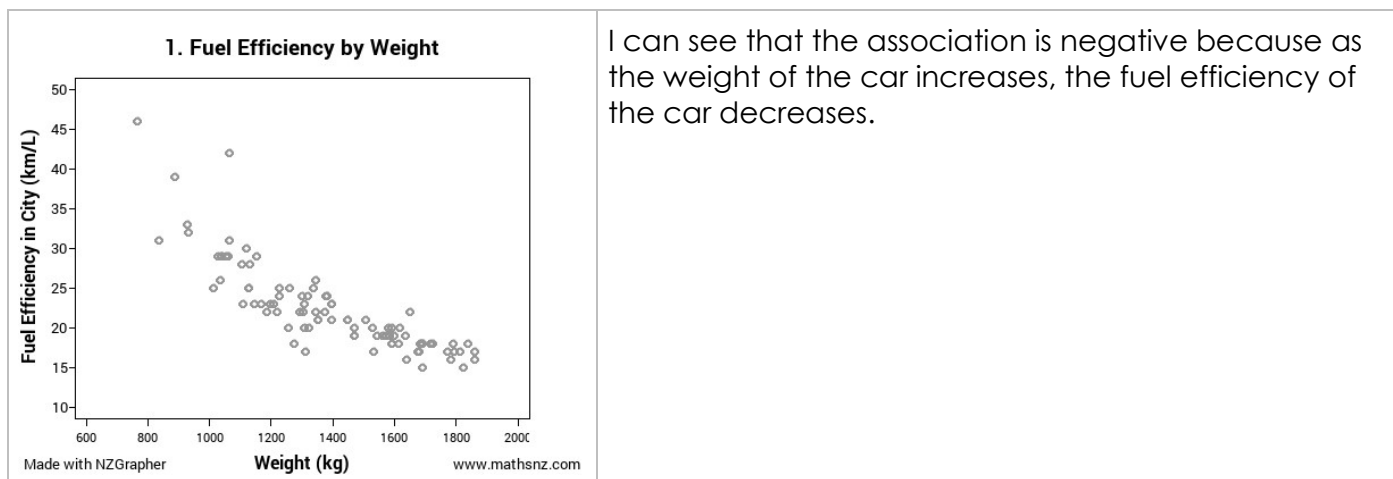 1. Fuel Efficiency by Weight
Fuel Efficiency in City (km/L)
50
45
40
35
30
25
20
15
10
600 800 1000 1200 1400 1600 1800 2000
Weight (kg)
Made with NZGrapher
www.mathsnz.com
I can see that the association is negative because as
the weight of the car increases, the fuel efficiency of
the car decreases.